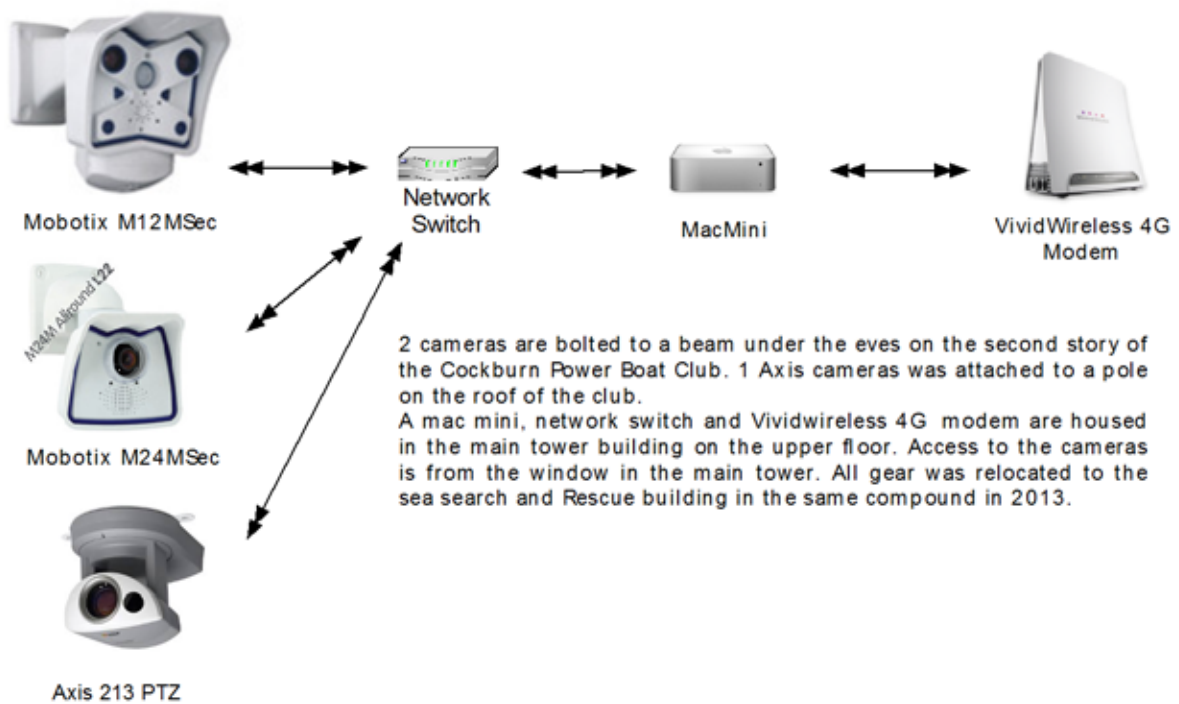 Mobotix M12MSec
Network
Switch
MacMini
VividWireless 4G
Modem
M24M Allround L22
Mobotix M24MSec
2 cameras are bolted to a beam under the eves on the second story of
the Cockburn Power Boat Club. 1 Axis cameras was attached to a pole
on the roof of the club.
A mac mini, network switch and Vividwireless 4G modem are housed
in the main tower building on the upper floor. Access to the cameras
is from the window in the main tower. All gear was relocated to the
sea search and Rescue building in the same compound in 2013.
Axis 213 PTZ